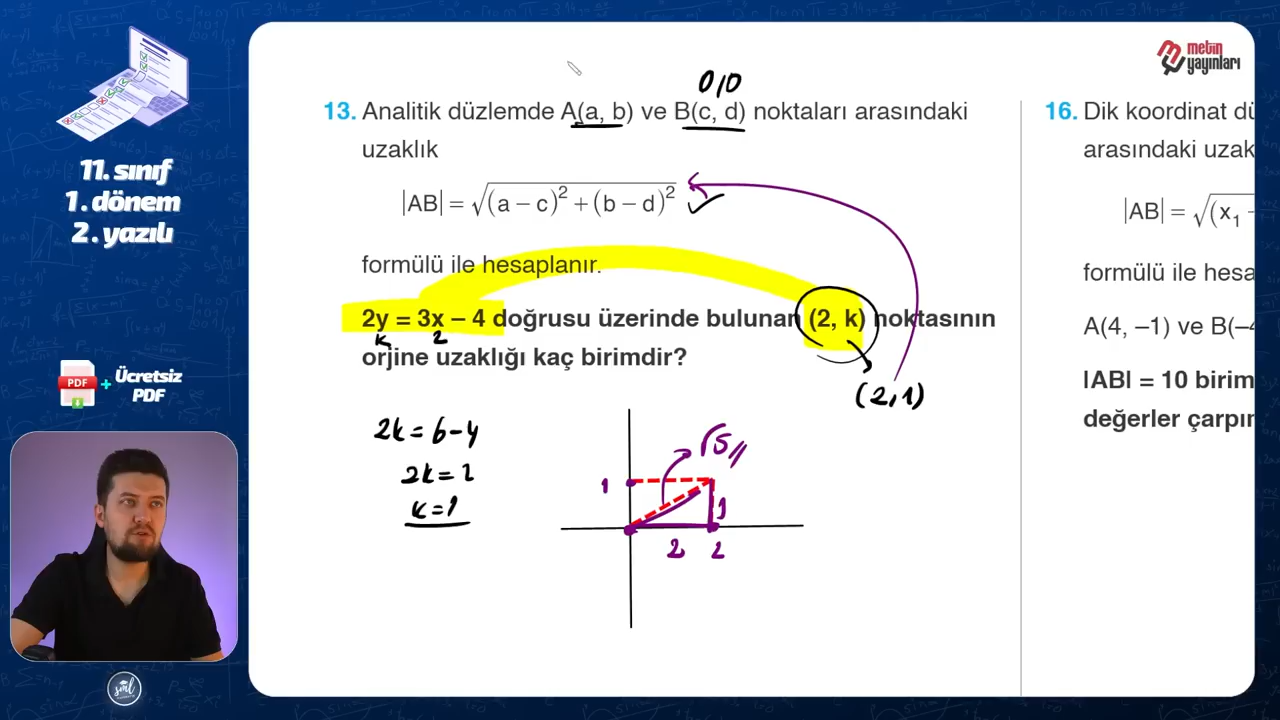 11. sınıf
1. dönem
2. yazılı
PDF
+ Ücretsiz
PDF
sml
metin
yayınları
0,0
13. Analitik düzlemde A(a, b) ve B(c, d) noktaları arasındaki
uzaklık
|AB| = √(a – c)² + (b – d)²
formülü ile hesaplanır.
2y = 3x – 4 doğrusu üzerinde bulunan (2, k) noktasının
k 2
orjine uzaklığı kaç birimdir?
(2,1)
2k = 6-4
2k = 2
k=1
√5
1
1
2 2
16. Dik koordinat dü
arasındaki uzak
|AB| = √(x₁ –
formülü ile hesa
A(4, –1) ve B(–4
|AB| = 10 birim
değerler çarpır